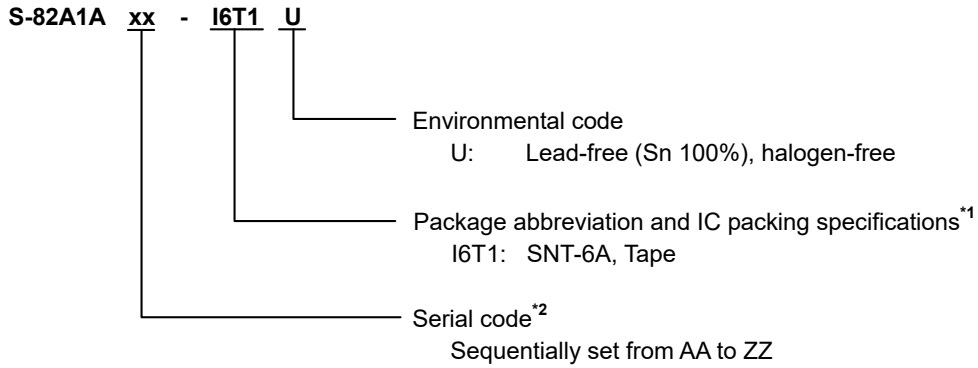 S-82A1A xx - I6T1 U
Environmental code
U: Lead-free (Sn 100%), halogen-free
Package abbreviation and IC packing specifications*1
I6T1: SNT-6A, Tape
Serial code*2
Sequentially set from AA to ZZ